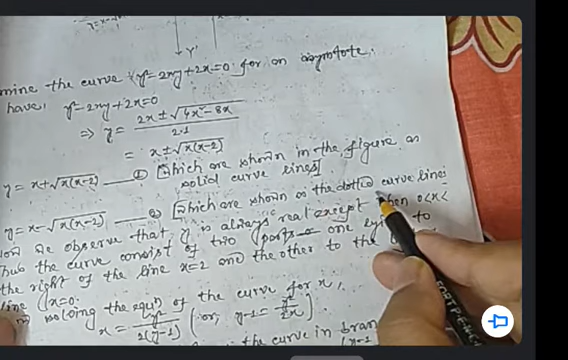 Y'
mine the curve y²-2xy+2x=0 for an asymptote.
have, y²-2xy+2x=0
⇒ y = 2x ± √4x²-8x / 2.1
= x ± √x(x-2)
y = x+√x(x-2) — ① [which are shown in the figure as solid curve lines]
y = x-√x(x-2) — ② [which are shown as the dotted curve lines
now we observe that y is always real except when 0<x<
thus the curve consist of two parts one lying to
the right of the line x=2 and the other to the
line x=0.
solving the eqn of the curve for x,
x = y²/2(y-1) (or, y-1 = y²/2x).
the curve in bran